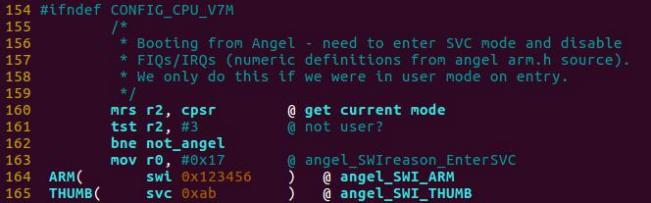 154 #ifndef CONFIG_CPU_V7M
155 /*
156 * Booting from Angel - need to enter SVC mode and disable
157 * FIQs/IRQs (numeric definitions from angel arm.h source).
158 * We only do this if we were in user mode on entry.
159 */
160 mrs r2, cpsr @ get current mode
161 tst r2, #3 @ not user?
162 bne not_angel
163 mov r0, #0x17 @ angel_SWIreason_EnterSVC
164 ARM( swi 0x123456 ) @ angel_SWI_ARM
165 THUMB( svc 0xab ) @ angel_SWI_THUMB